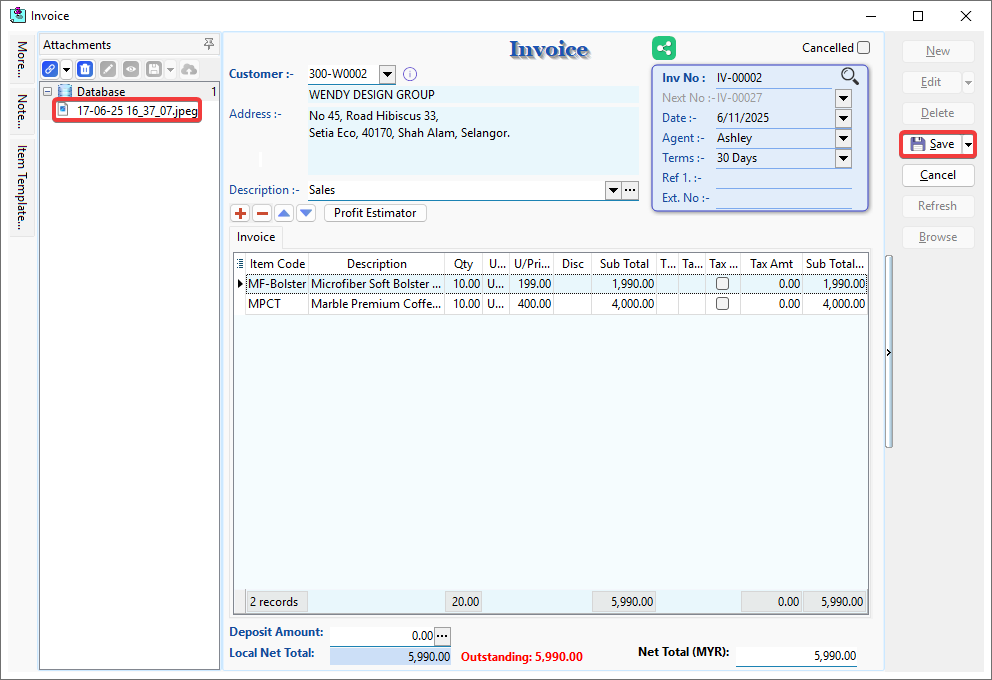 Invoice
More...
Note...
Item Template...
Attachments
Database 1
17-06-25 16_37_07.jpeg
Invoice
Cancelled
Customer :- 300-W0002
WENDY DESIGN GROUP
Address :- No 45, Road Hibiscus 33,
Setia Eco, 40170, Shah Alam, Selangor.
Description :- Sales
Inv No : IV-00002
Next No :- IV-00027
Date :- 6/11/2025
Agent :- Ashley
Terms :- 30 Days
Ref 1. :-
Ext. No :-
New
Edit
Delete
Save
Cancel
Refresh
Browse
Profit Estimator
Invoice
Item Code Description Qty U... U/Pri... Disc Sub Total T... Ta... Tax ... Tax Amt Sub Total...
MF-Bolster Microfiber Soft Bolster ... 10.00 U... 199.00 1,990.00 0.00 1,990.00
MPCT Marble Premium Coffe... 10.00 U... 400.00 4,000.00 0.00 4,000.00
2 records 20.00 5,990.00 0.00 5,990.00
Deposit Amount: 0.00
Local Net Total: 5,990.00 Outstanding: 5,990.00
Net Total (MYR): 5,990.00